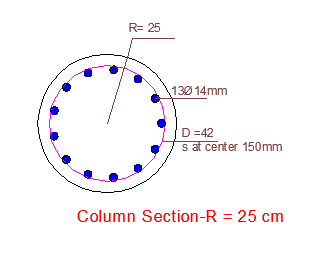 R= 25
13Ø14mm
D =42
s at center 150mm
Column Section-R = 25 cm